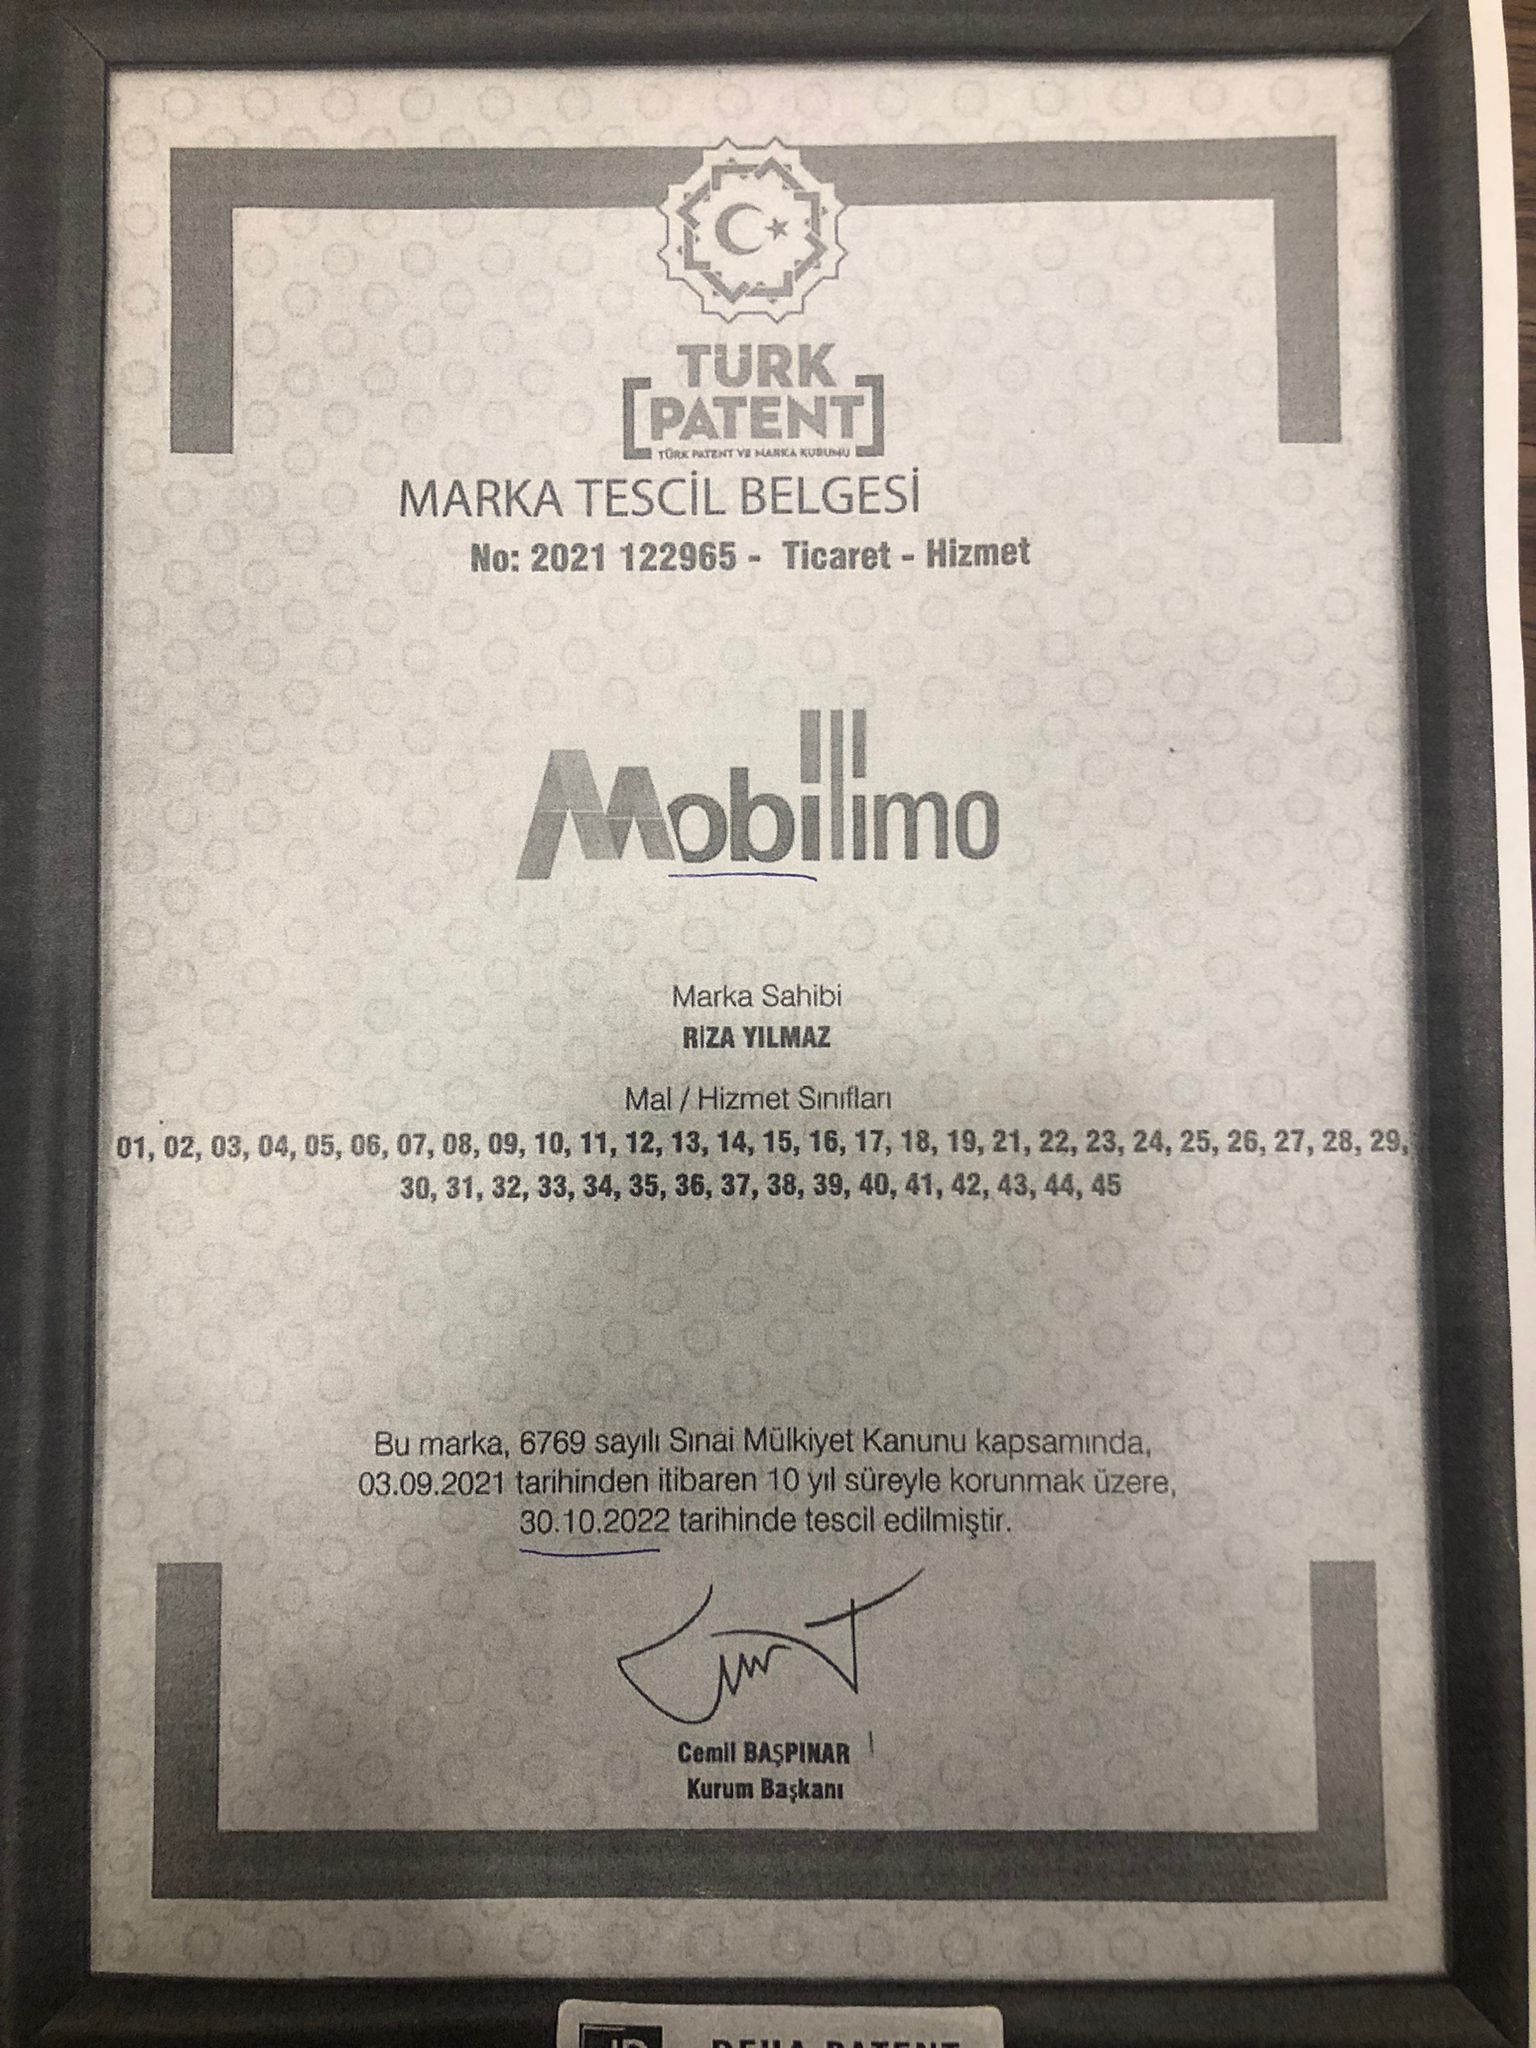 TÜRK
PATENT
TÜRK PATENT VE MARKA KURUMU
MARKA TESCİL BELGESİ
No: 2021 122965 - Ticaret - Hizmet
Mobilimo
Marka Sahibi
RİZA YILMAZ
Mal / Hizmet Sınıfları
01, 02, 03, 04, 05, 06, 07, 08, 09, 10, 11, 12, 13, 14, 15, 16, 17, 18, 19, 21, 22, 23, 24, 25, 26, 27, 28, 29,
30, 31, 32, 33, 34, 35, 36, 37, 38, 39, 40, 41, 42, 43, 44, 45
Bu marka, 6769 sayılı Sınai Mülkiyet Kanunu kapsamında,
03.09.2021 tarihinden itibaren 10 yıl süreyle korunmak üzere,
30.10.2022 tarihinde tescil edilmiştir.
Cemil BAŞPINAR
Kurum Başkanı
PATENT